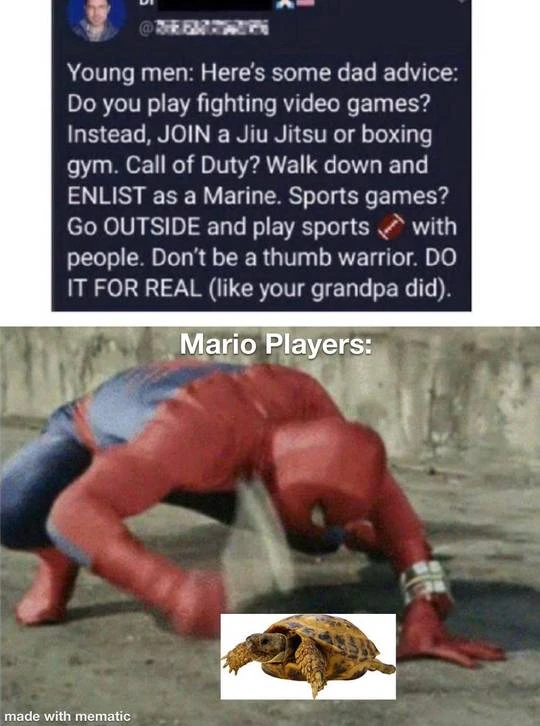 @
Young men: Here's some dad advice:
Do you play fighting video games?
Instead, JOIN a Jiu Jitsu or boxing
gym. Call of Duty? Walk down and
ENLIST as a Marine. Sports games?
Go OUTSIDE and play sports 🏈 with
people. Don't be a thumb warrior. DO
IT FOR REAL (like your grandpa did).
Mario Players:
made with mematic